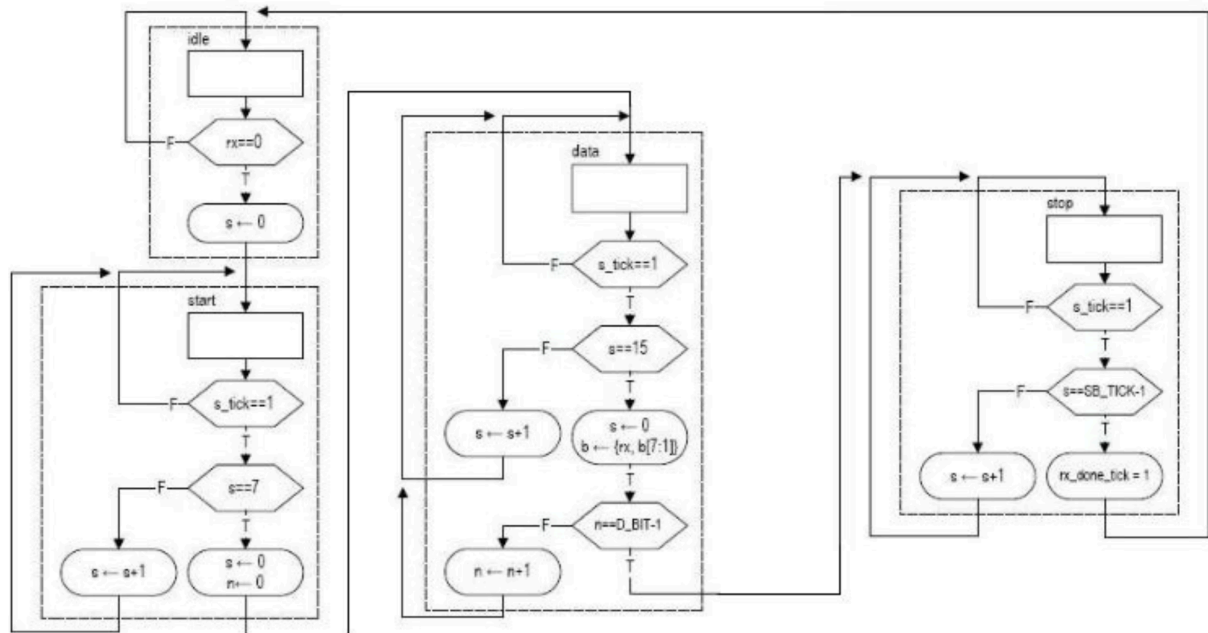 idle
rx==0
F
T
s ← 0
start
s_tick==1
F
T
s==7
F
T
s ← s+1
s ← 0
n← 0
data
s_tick==1
F
T
s==15
F
T
s ← s+1
s ← 0
b ← {rx, b[7:1]}
T
n==D_BIT-1
F
T
n ← n+1
stop
s_tick==1
F
T
s==SB_TICK-1
F
T
s ← s+1
rx_done_tick = 1